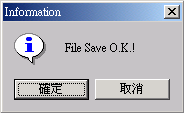 Information
File Save O.K.!
確定
取消